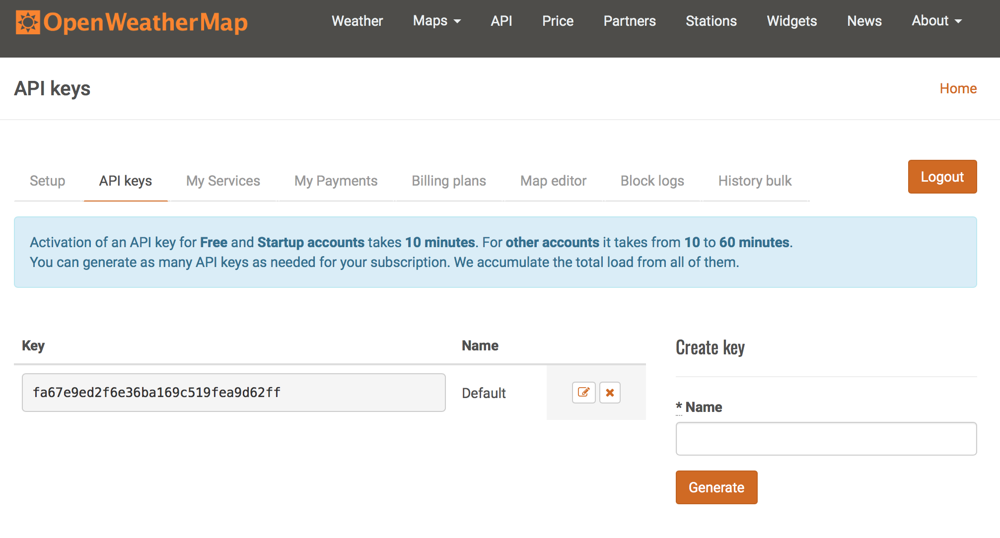 OpenWeatherMap
Weather Maps API Price Partners Stations Widgets News About
API keys
Home
Setup API keys My Services My Payments Billing plans Map editor Block logs History bulk
Logout
Activation of an API key for Free and Startup accounts takes 10 minutes. For other accounts it takes from 10 to 60 minutes.
You can generate as many API keys as needed for your subscription. We accumulate the total load from all of them.
Key Name
fa67e9ed2f6e36ba169c519fea9d62ff Default
Create key
* Name
Generate